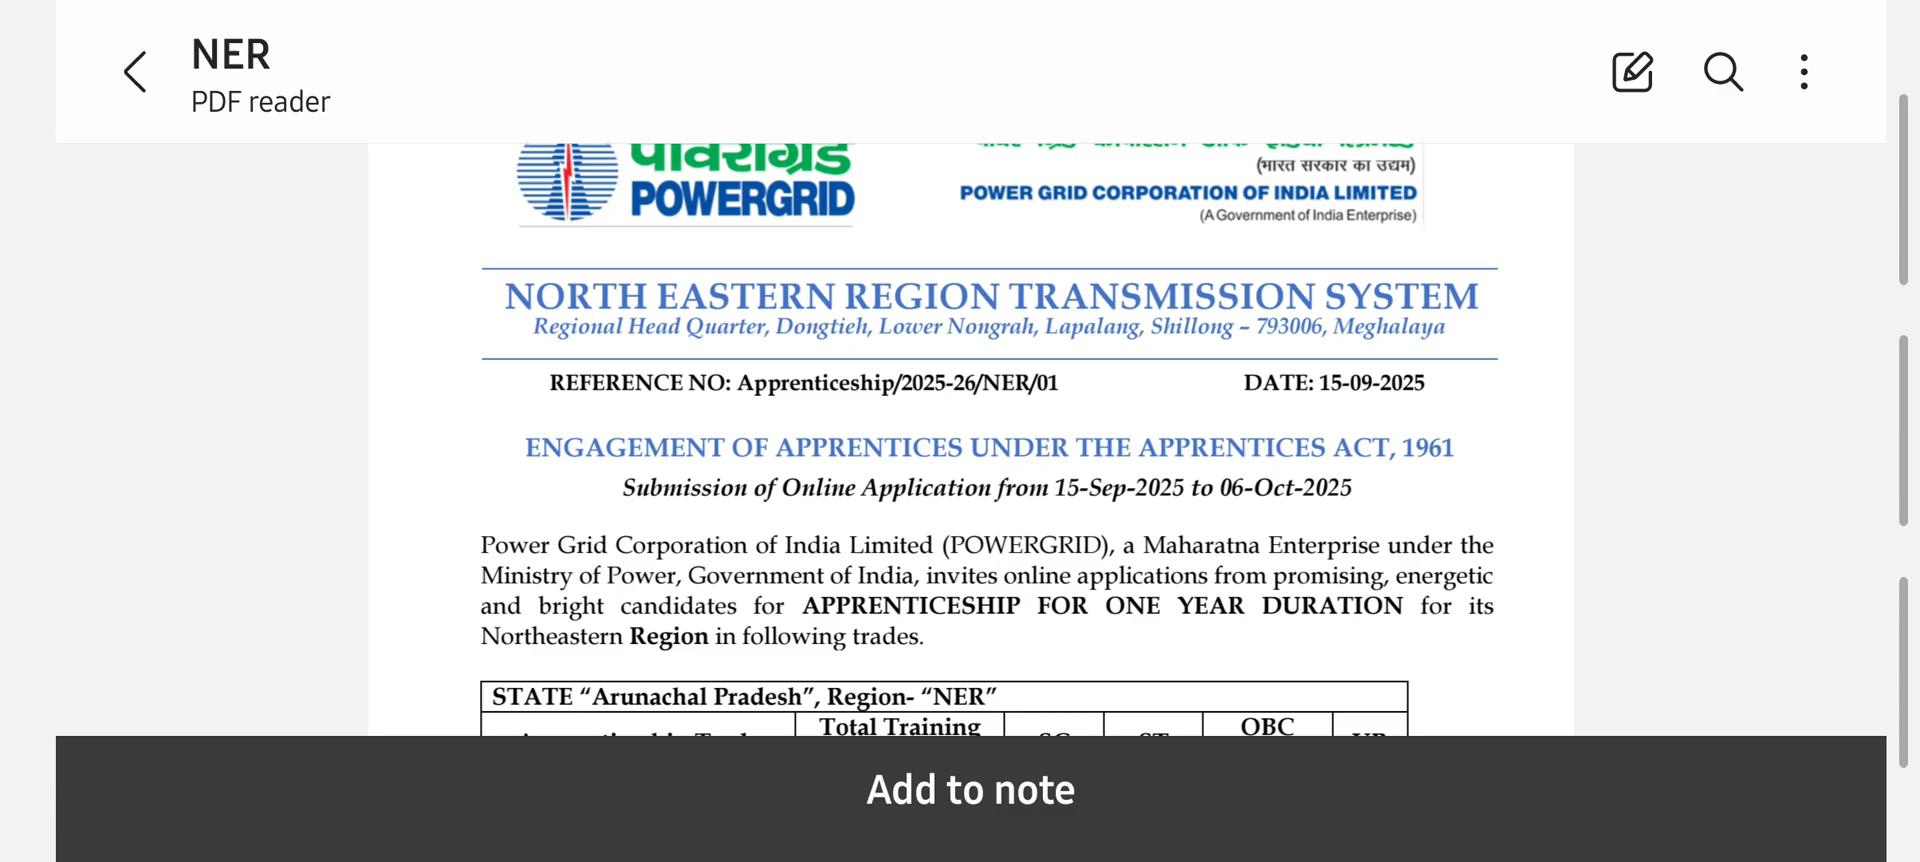 NER
PDF reader
पावरग्रिड
POWERGRID
(भारत सरकार का उद्यम)
POWER GRID CORPORATION OF INDIA LIMITED
(A Government of India Enterprise)
NORTH EASTERN REGION TRANSMISSION SYSTEM
Regional Head Quarter, Dongtieh, Lower Nongrah, Lapalang, Shillong – 793006, Meghalaya
REFERENCE NO: Apprenticeship/2025-26/NER/01 DATE: 15-09-2025
ENGAGEMENT OF APPRENTICES UNDER THE APPRENTICES ACT, 1961
Submission of Online Application from 15-Sep-2025 to 06-Oct-2025
Power Grid Corporation of India Limited (POWERGRID), a Maharatna Enterprise under the
Ministry of Power, Government of India, invites online applications from promising, energetic
and bright candidates for APPRENTICESHIP FOR ONE YEAR DURATION for its
Northeastern Region in following trades.
STATE “Arunachal Pradesh”, Region- “NER”
Total Training OBC
Add to note